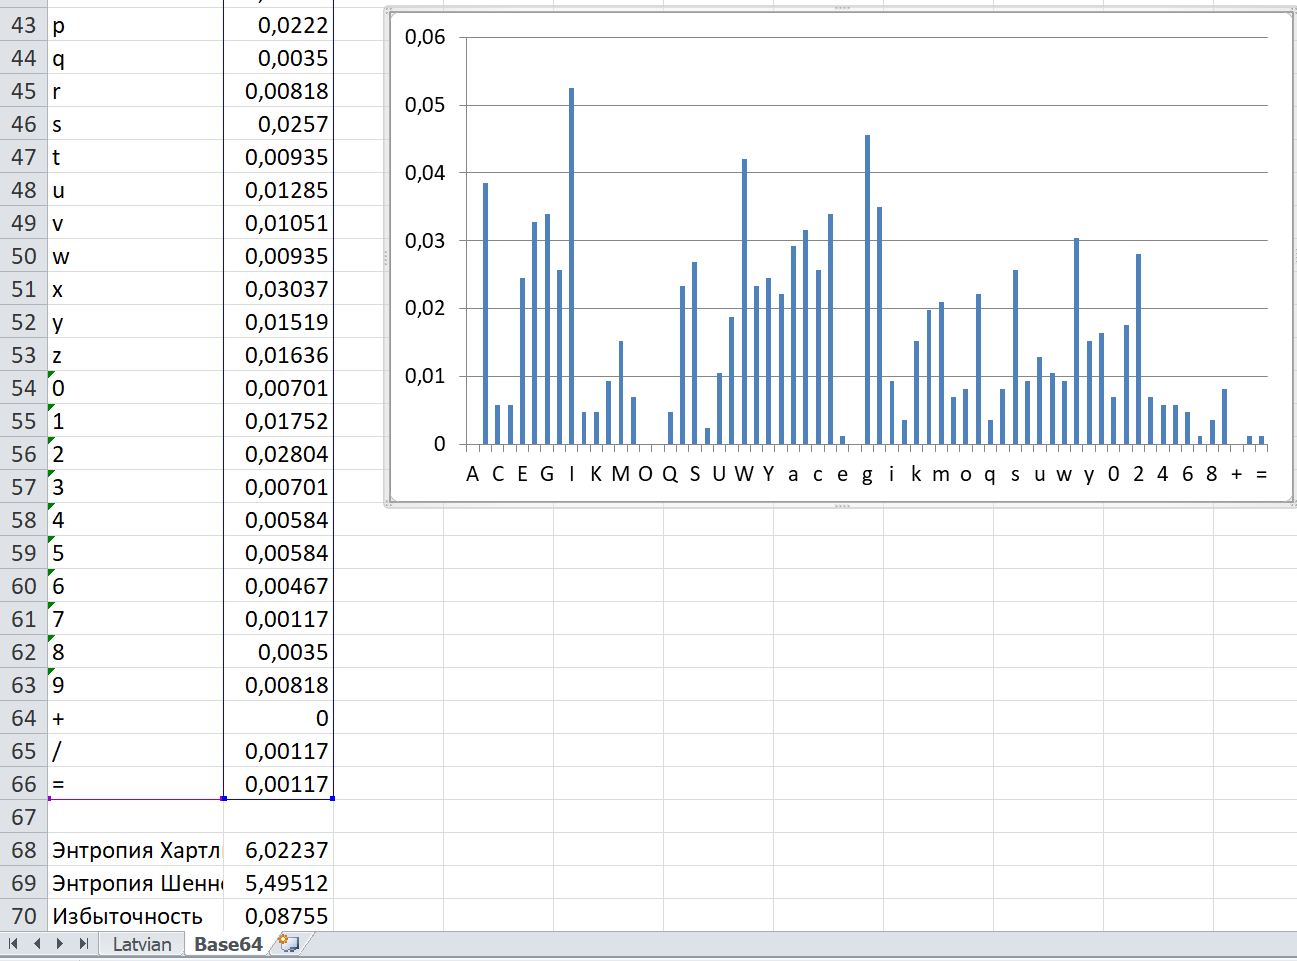 43 p 0,0222
44 q 0,0035
45 r 0,00818
46 s 0,0257
47 t 0,00935
48 u 0,01285
49 v 0,01051
50 w 0,00935
51 x 0,03037
52 y 0,01519
53 z 0,01636
54 0 0,00701
55 1 0,01752
56 2 0,02804
57 3 0,00701
58 4 0,00584
59 5 0,00584
60 6 0,00467
61 7 0,00117
62 8 0,0035
63 9 0,00818
64 + 0
65 / 0,00117
66 = 0,00117
67
68 Энтропия Хартл 6,02237
69 Энтропия Шенн 5,49512
70 Избыточность 0,08755
0,06
0,05
0,04
0,03
0,02
0,01
0
A C E G I K M O Q S U W Y a c e g i k m o q s u w y 0 2 4 6 8 + =
Latvian Base64